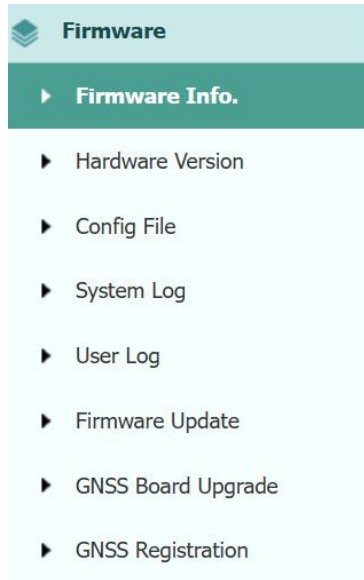 Firmware
Firmware Info.
Hardware Version
Config File
System Log
User Log
Firmware Update
GNSS Board Upgrade
GNSS Registration